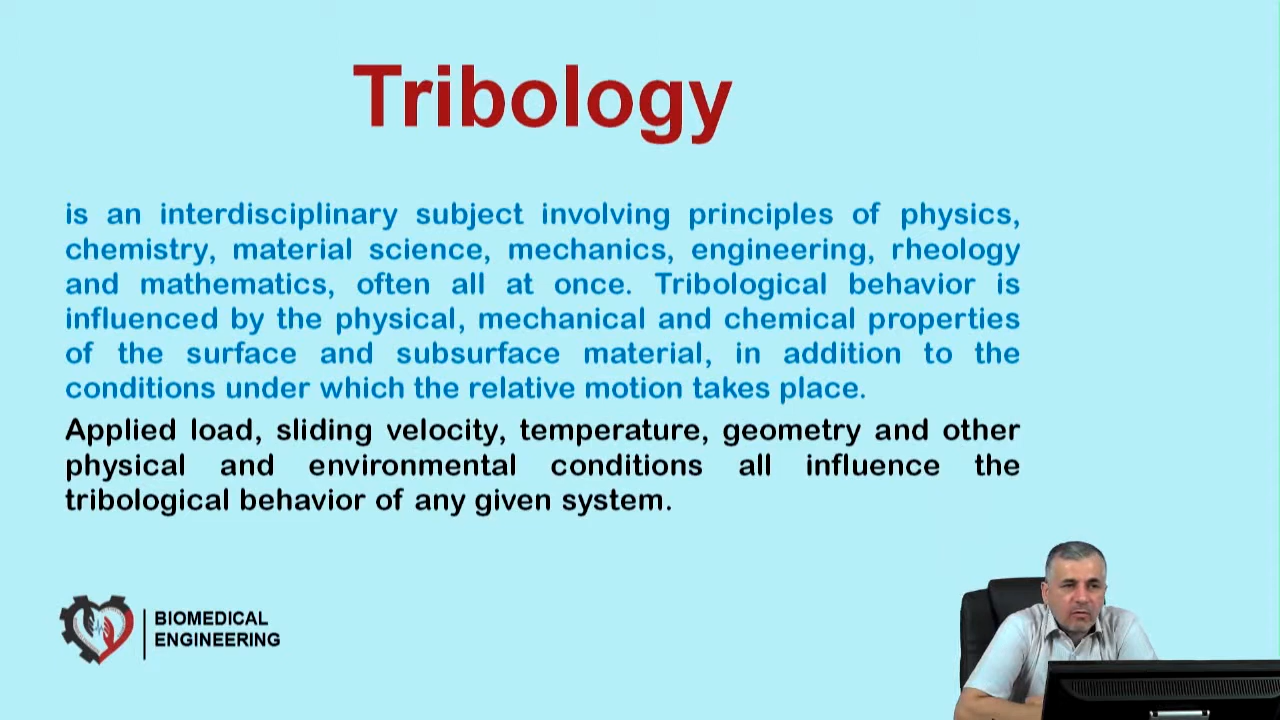 Tribology
is an interdisciplinary subject involving principles of physics,
chemistry, material science, mechanics, engineering, rheology
and mathematics, often all at once. Tribological behavior is
influenced by the physical, mechanical and chemical properties
of the surface and subsurface material, in addition to the
conditions under which the relative motion takes place.
Applied load, sliding velocity, temperature, geometry and other
physical and environmental conditions all influence the
tribological behavior of any given system.
BIOMEDICAL
ENGINEERING